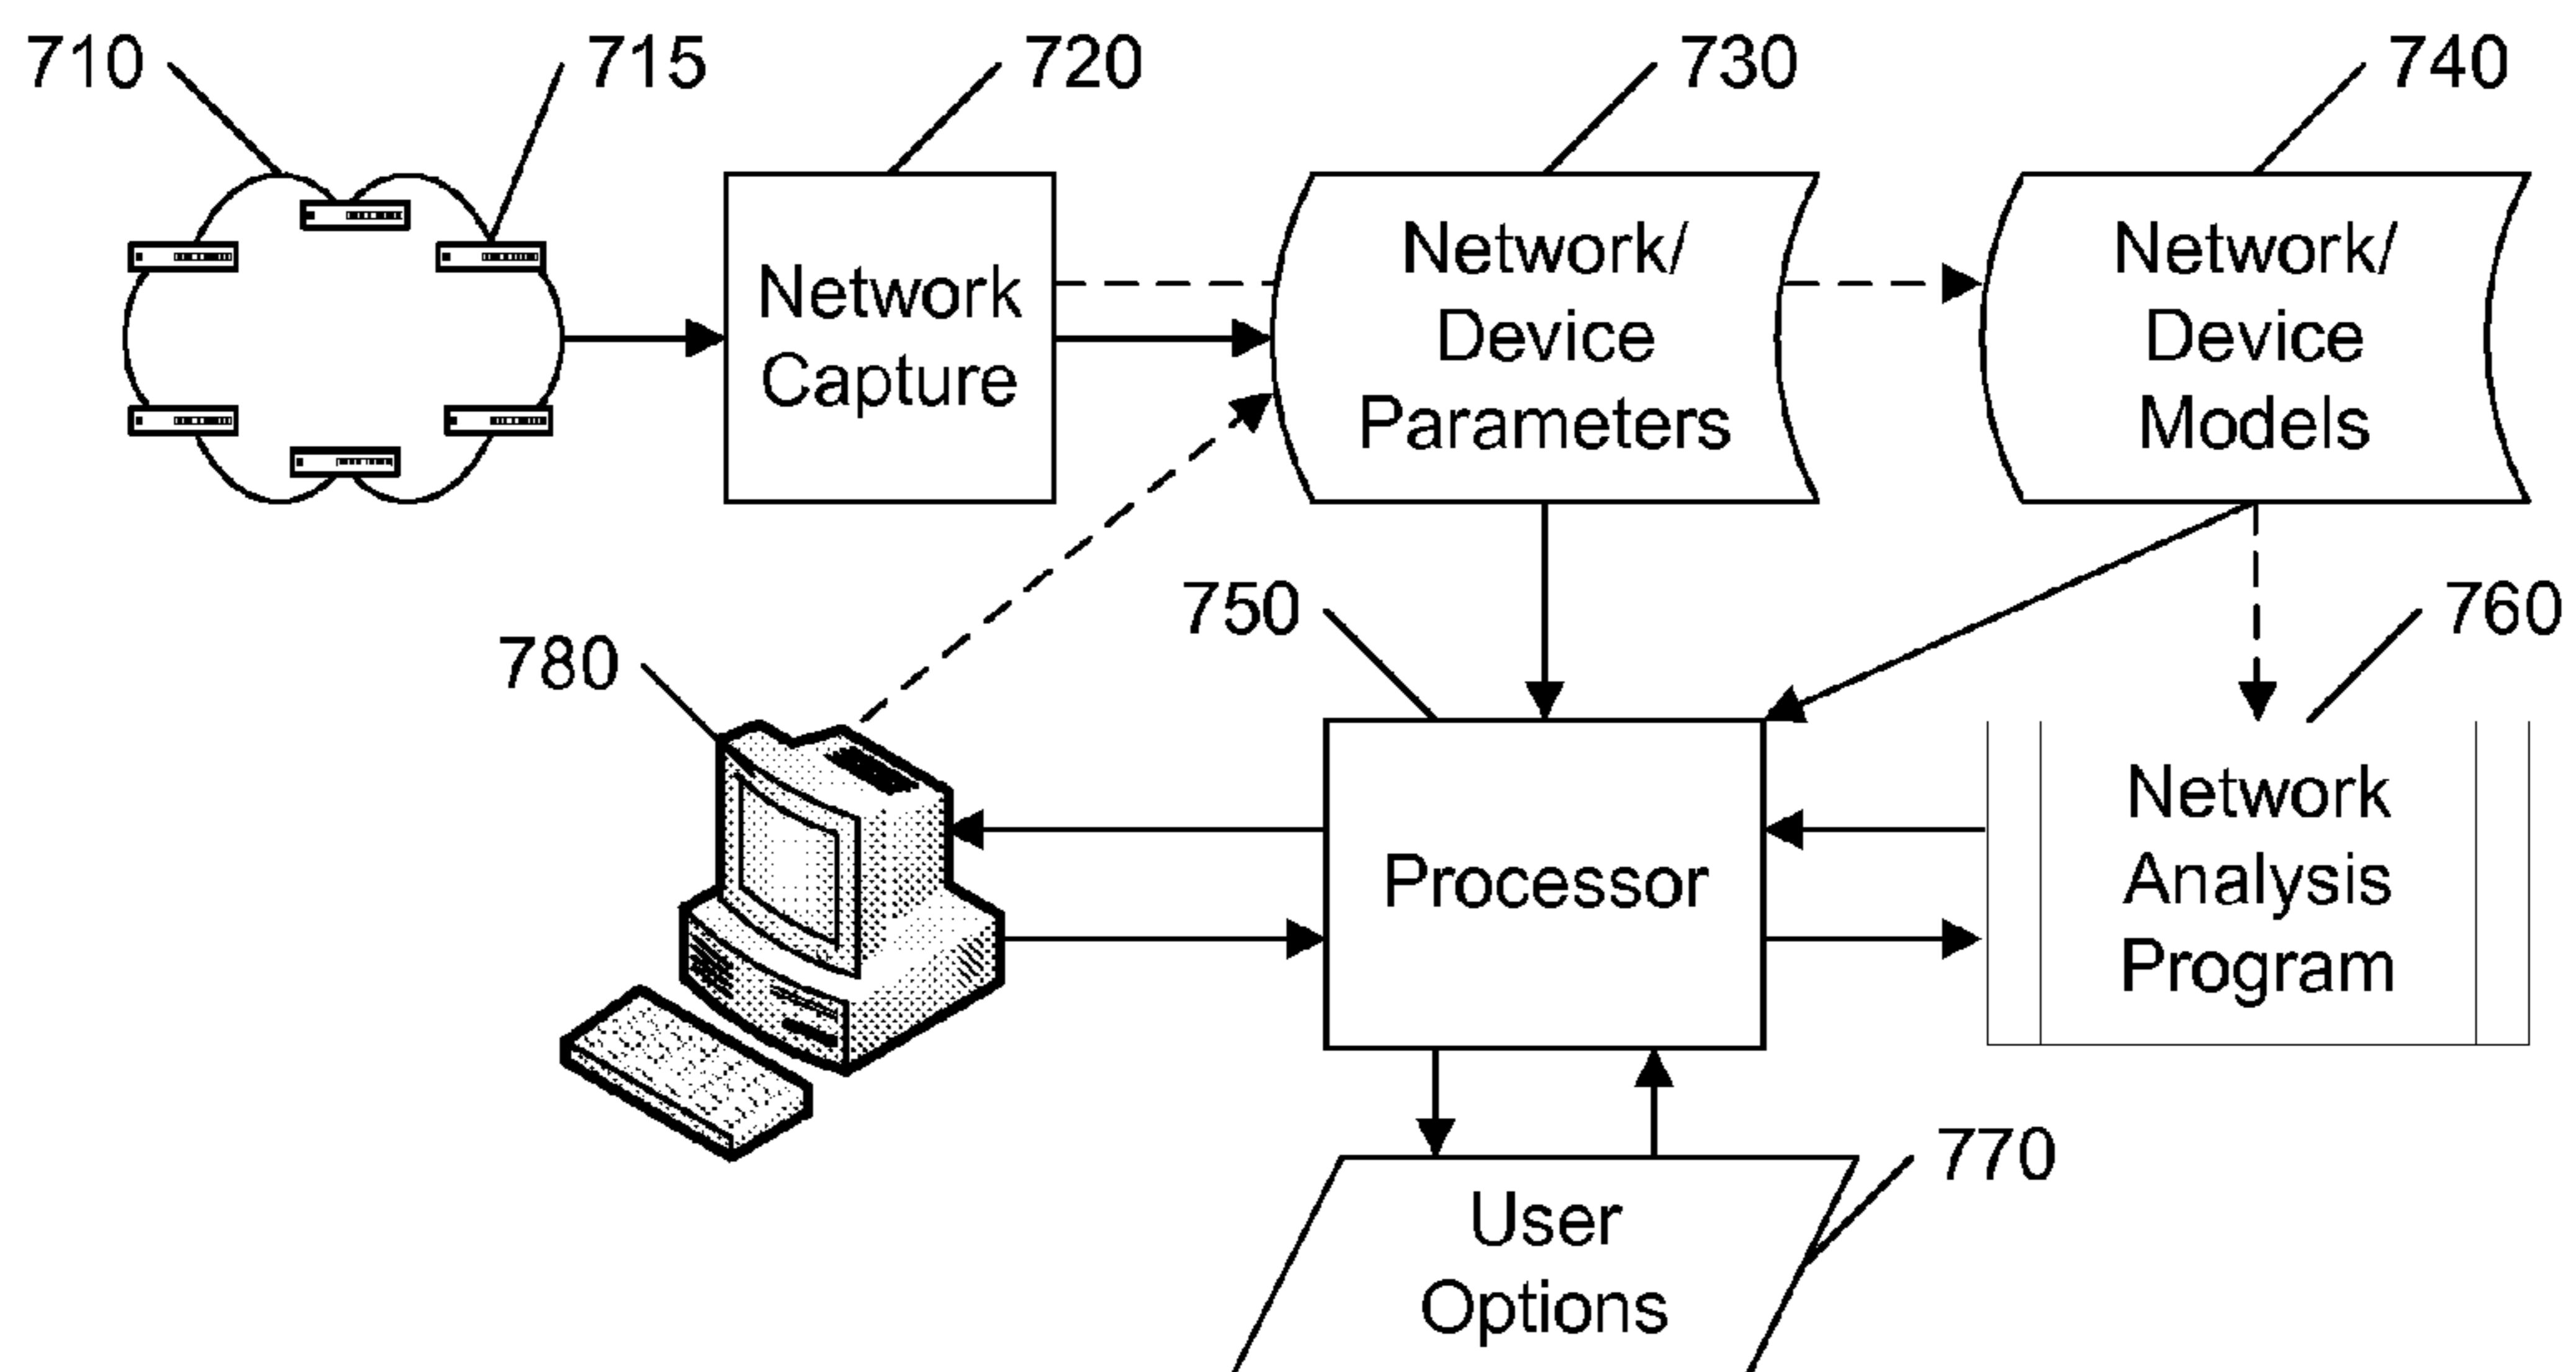 710
715
720
730
740
Network
Capture
Network/
Device
Parameters
Network/
Device
Models
750
760
780
Processor
Network
Analysis
Program
770
User
Options